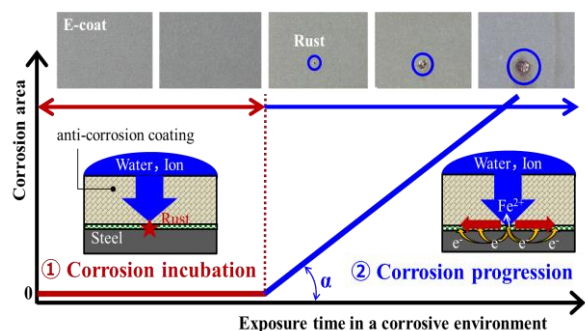 E-coat
Rust
Corrosion area
anti-corrosion coating
Water, Ion
Rust
Steel
① Corrosion incubation
Water, Ion
Fe2+
e- e e e-
② Corrosion progression
α
0
Exposure time in a corrosive environment